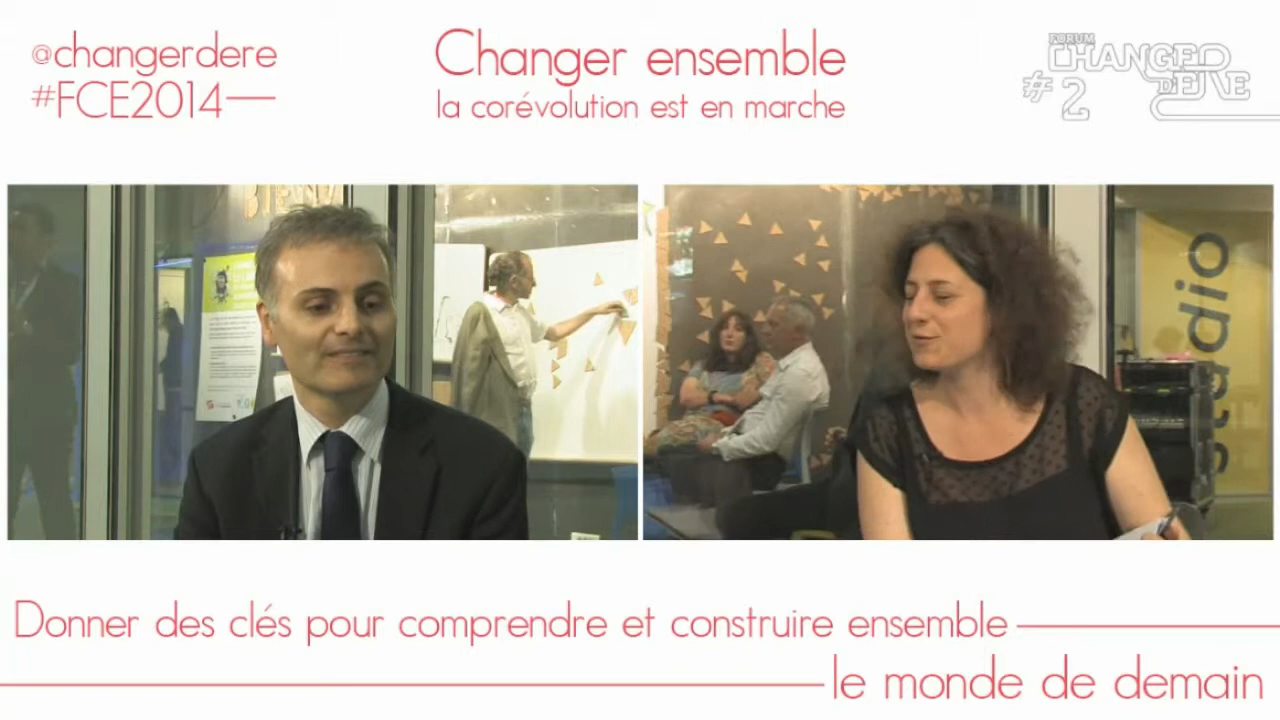 @changerdere
#FCE2014
Changer ensemble
la corévolution est en marche
FORUM
CHANGER
D'ÈRE
#2
studio
Donner des clés pour comprendre et construire ensemble
le monde de demain